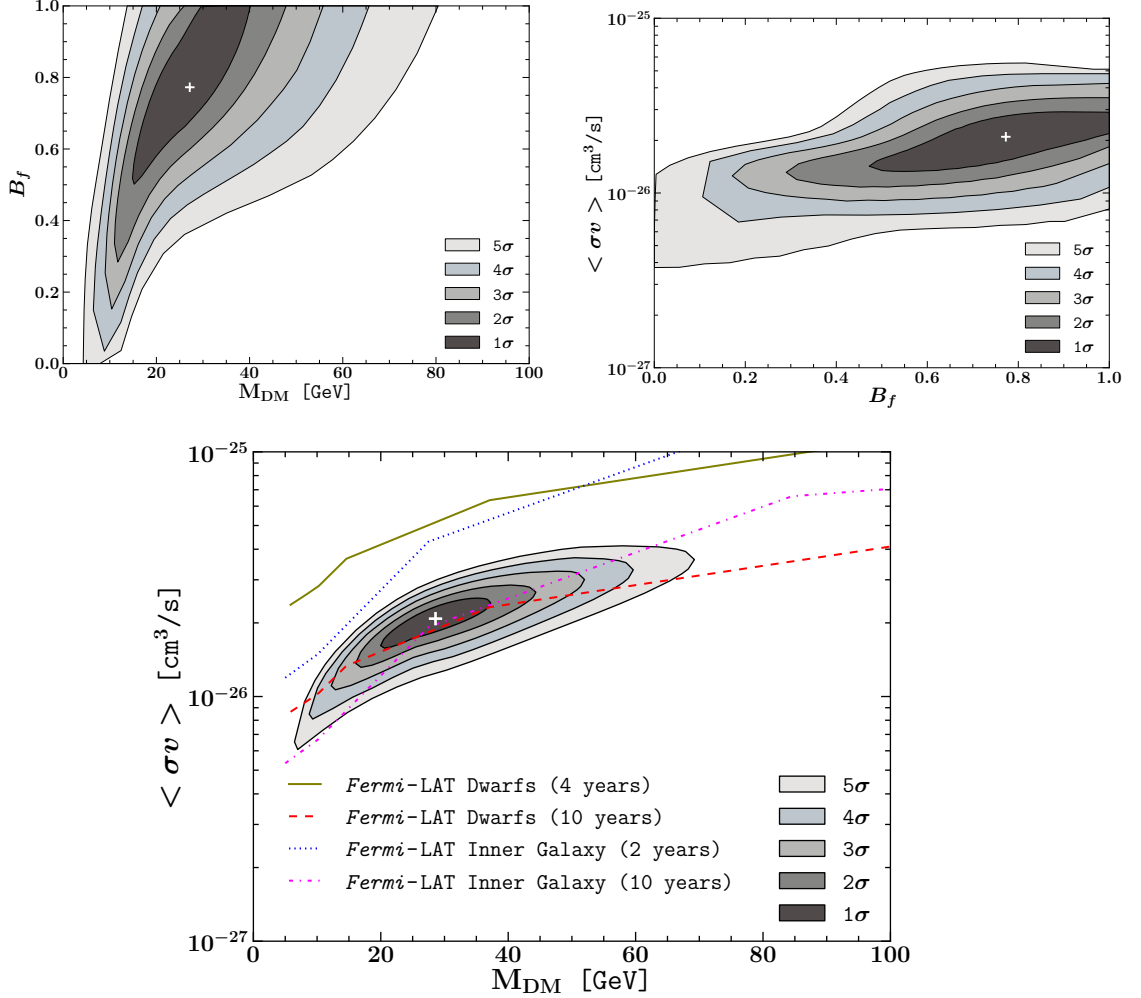 1.0
0.8
0.6
0.4
0.2
0.0
B_f
0 20 40 60 80 100
M_DM [GeV]
5σ
4σ
3σ
2σ
1σ
10^−25
10^−26
10^−27
< σv > [cm^3/s]
0.0 0.2 0.4 0.6 0.8 1.0
B_f
5σ
4σ
3σ
2σ
1σ
10^−25
10^−26
10^−27
< σv > [cm^3/s]
0 20 40 60 80 100
M_DM [GeV]
Fermi-LAT Dwarfs (4 years)
Fermi-LAT Dwarfs (10 years)
Fermi-LAT Inner Galaxy (2 years)
Fermi-LAT Inner Galaxy (10 years)
5σ
4σ
3σ
2σ
1σ